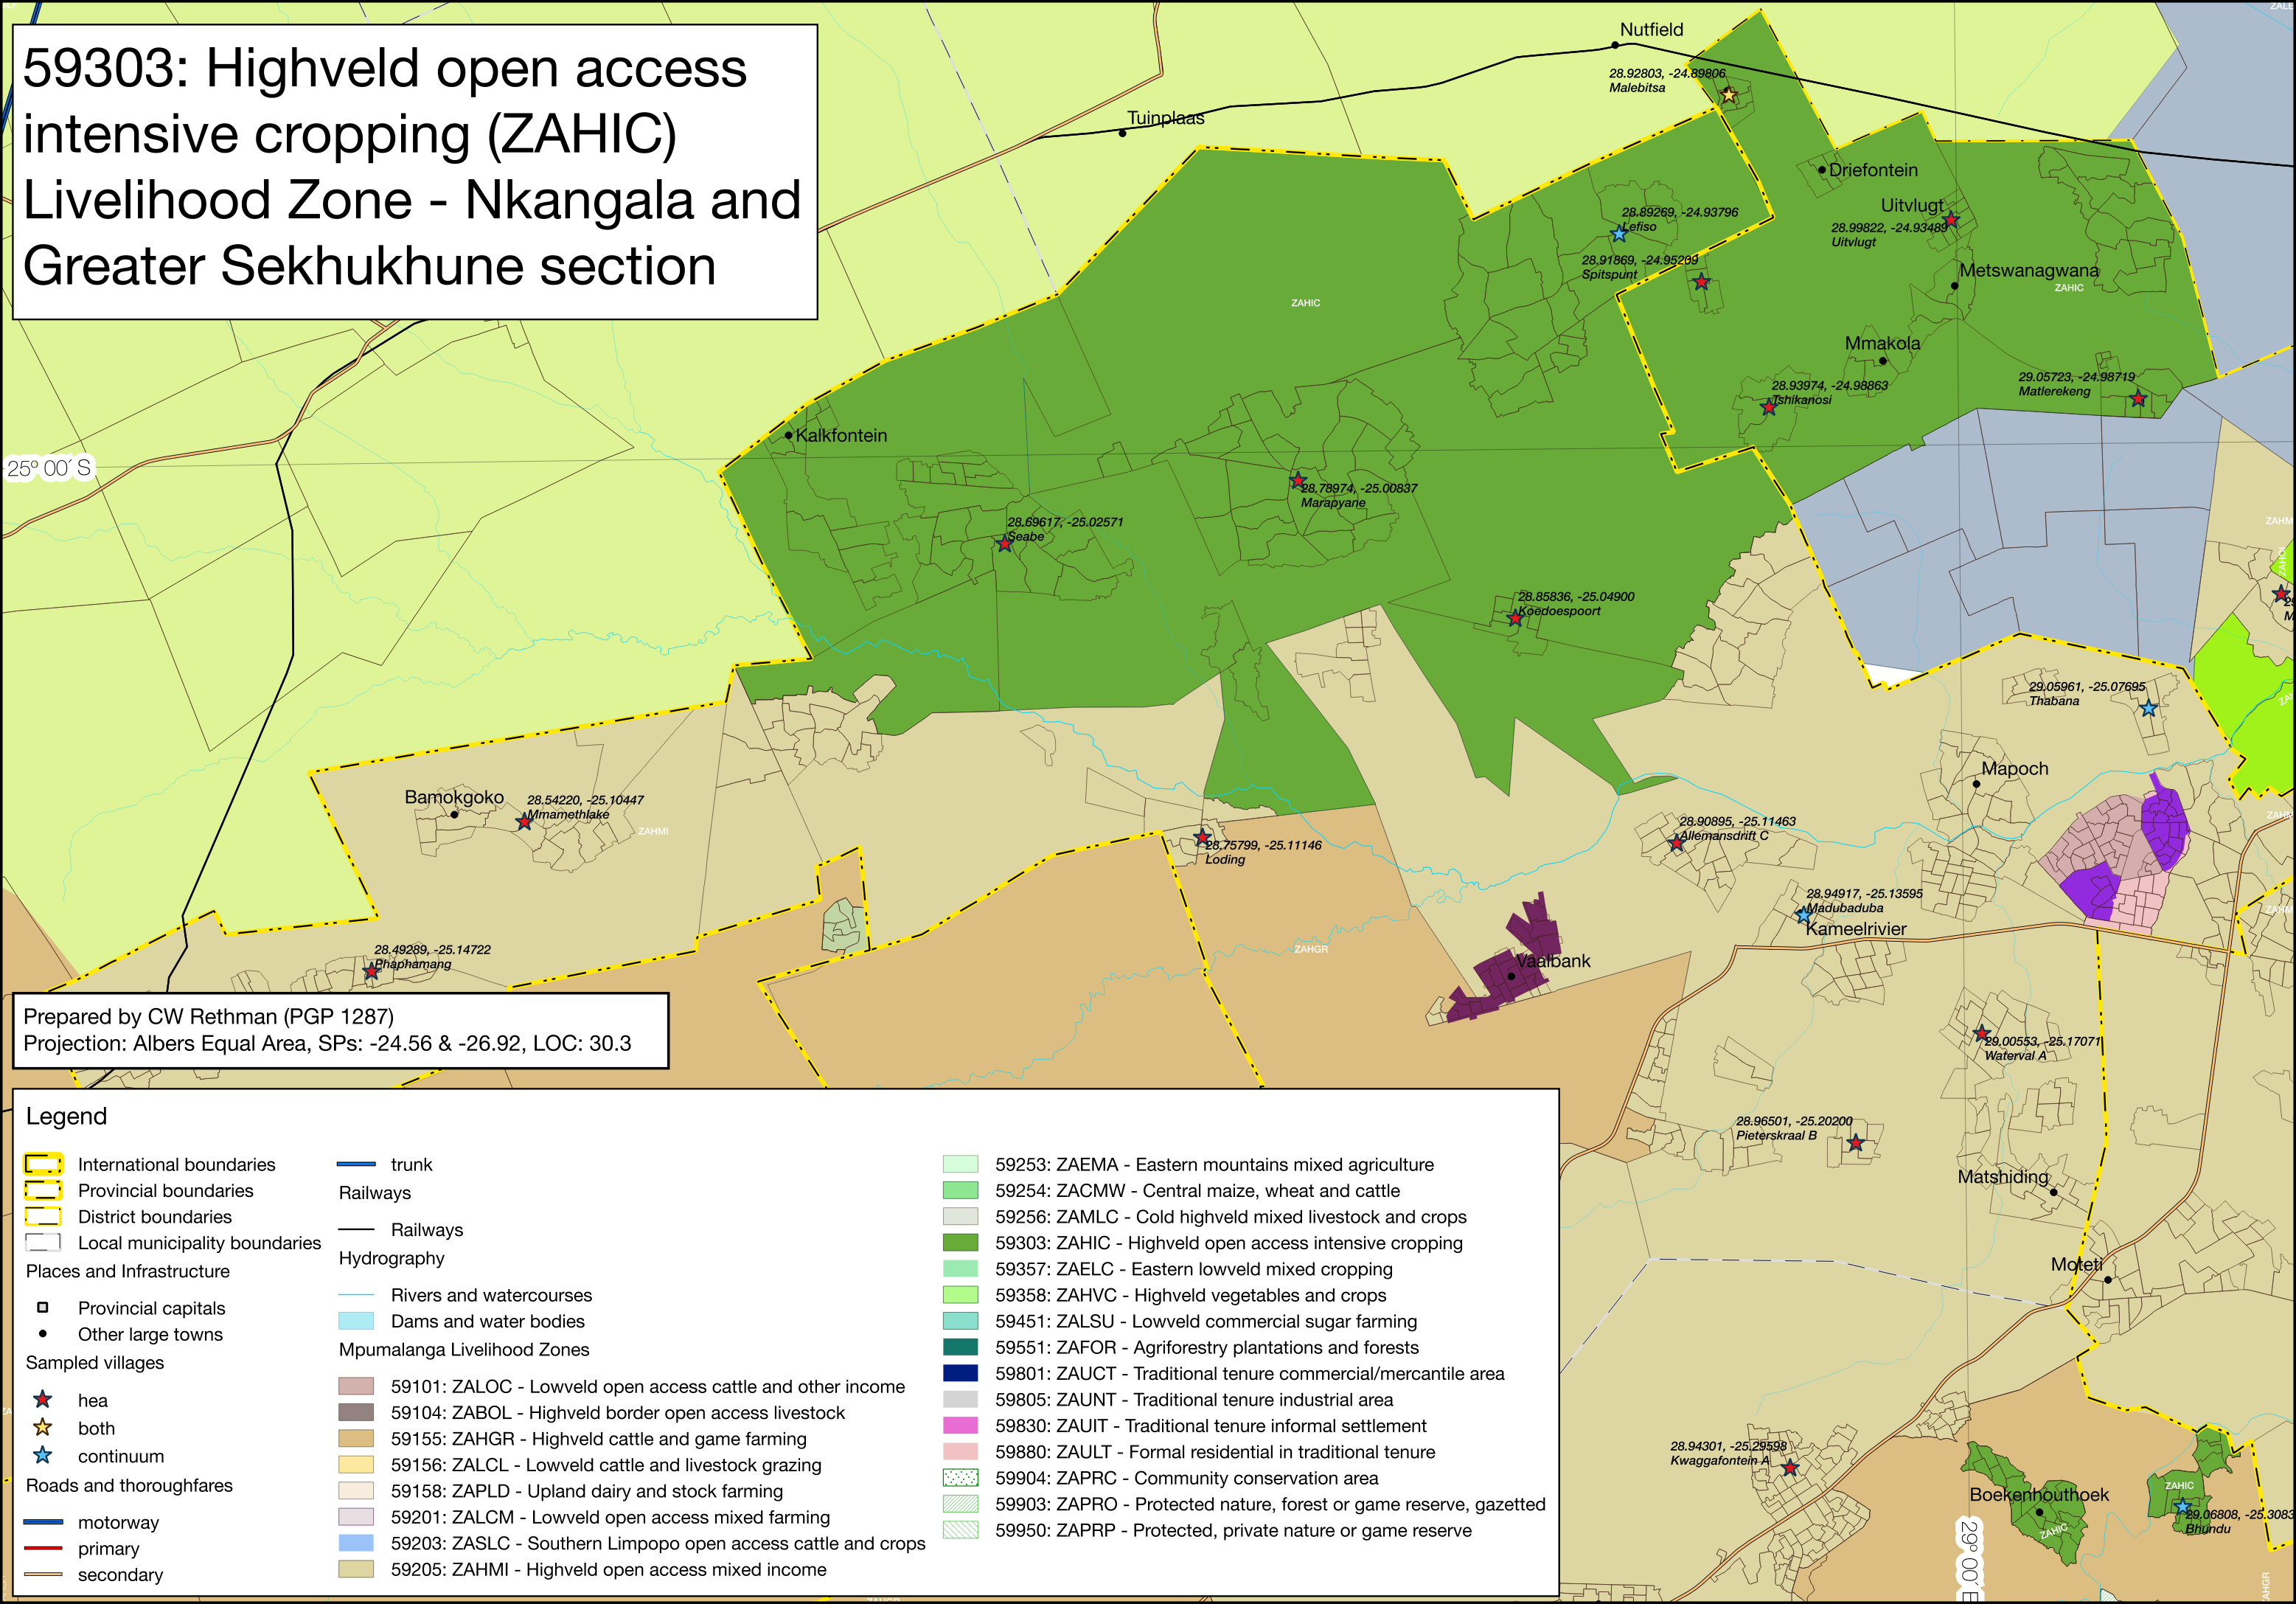 59303: Highveld open access
intensive cropping (ZAHIC)
Livelihood Zone - Nkangala and
Greater Sekhukhune section
Nutfield
28.92803, -24.89806
Malebitsa
Tuinplaas
Driefontein
Uitvlugt
28.89269, -24.93796
Lefiso
28.99822, -24.93489
Uitvlugt
28.91869, -24.95209
Spitspunt
Metswanagwana
ZAHIC
ZAHIC
Mmakola
28.93974, -24.98863
Tshikanosi
29.05723, -24.98719
Matlerekeng
Kalkfontein
25° 00´ S
28.78974, -25.00837
Marapyane
28.69617, -25.02571
Seabe
28.85836, -25.04900
Koedoespoort
29.05961, -25.07695
Thabana
Mapoch
Bamokgoko
28.54220, -25.10447
Mmamethlake
ZAHMI
28.75799, -25.11146
Loding
28.90895, -25.11463
Allemansdrift C
28.94917, -25.13595
Madubaduba
Kameelrivier
ZAHGR
Vaalbank
28.49289, -25.14722
Phaphamang
29.00553, -25.17071
Waterval A
28.96501, -25.20200
Pieterskraal B
Matshiding
Moteti
28.94301, -25.29598
Kwaggafontein A
Boekenhouthoek
ZAHIC
ZAHIC
29.06808, -25.3083
Bhundu
29° 00´ E
ZAHGR
Prepared by CW Rethman (PGP 1287)
Projection: Albers Equal Area, SPs: -24.56 & -26.92, LOC: 30.3
Legend
International boundaries
Provincial boundaries
District boundaries
Local municipality boundaries
Places and Infrastructure
Provincial capitals
Other large towns
Sampled villages
hea
both
continuum
Roads and thoroughfares
motorway
primary
secondary
trunk
Railways
Railways
Hydrography
Rivers and watercourses
Dams and water bodies
Mpumalanga Livelihood Zones
59101: ZALOC - Lowveld open access cattle and other income
59104: ZABOL - Highveld border open access livestock
59155: ZAHGR - Highveld cattle and game farming
59156: ZALCL - Lowveld cattle and livestock grazing
59158: ZAPLD - Upland dairy and stock farming
59201: ZALCM - Lowveld open access mixed farming
59203: ZASLC - Southern Limpopo open access cattle and crops
59205: ZAHMI - Highveld open access mixed income
59253: ZAEMA - Eastern mountains mixed agriculture
59254: ZACMW - Central maize, wheat and cattle
59256: ZAMLC - Cold highveld mixed livestock and crops
59303: ZAHIC - Highveld open access intensive cropping
59357: ZAELC - Eastern lowveld mixed cropping
59358: ZAHVC - Highveld vegetables and crops
59451: ZALSU - Lowveld commercial sugar farming
59551: ZAFOR - Agriforestry plantations and forests
59801: ZAUCT - Traditional tenure commercial/mercantile area
59805: ZAUNT - Traditional tenure industrial area
59830: ZAUIT - Traditional tenure informal settlement
59880: ZAULT - Formal residential in traditional tenure
59904: ZAPRC - Community conservation area
59903: ZAPRO - Protected nature, forest or game reserve, gazetted
59950: ZAPRP - Protected, private nature or game reserve